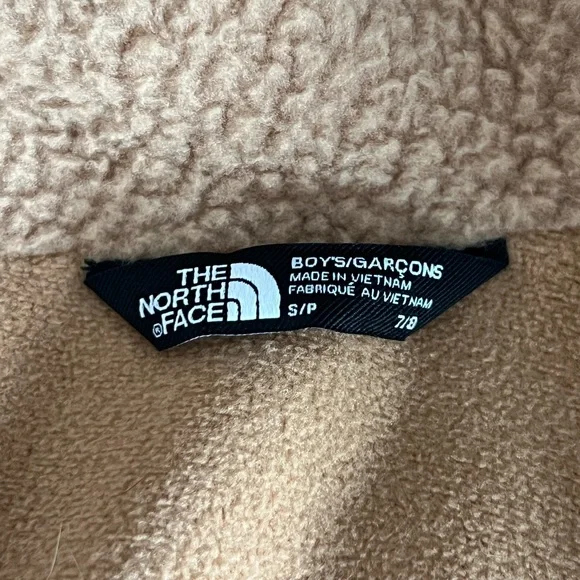 THE
NORTH
®FACE
BOY'S/GARÇONS
MADE IN VIETNAM
FABRIQUÉ AU VIETNAM
S/P 7/8